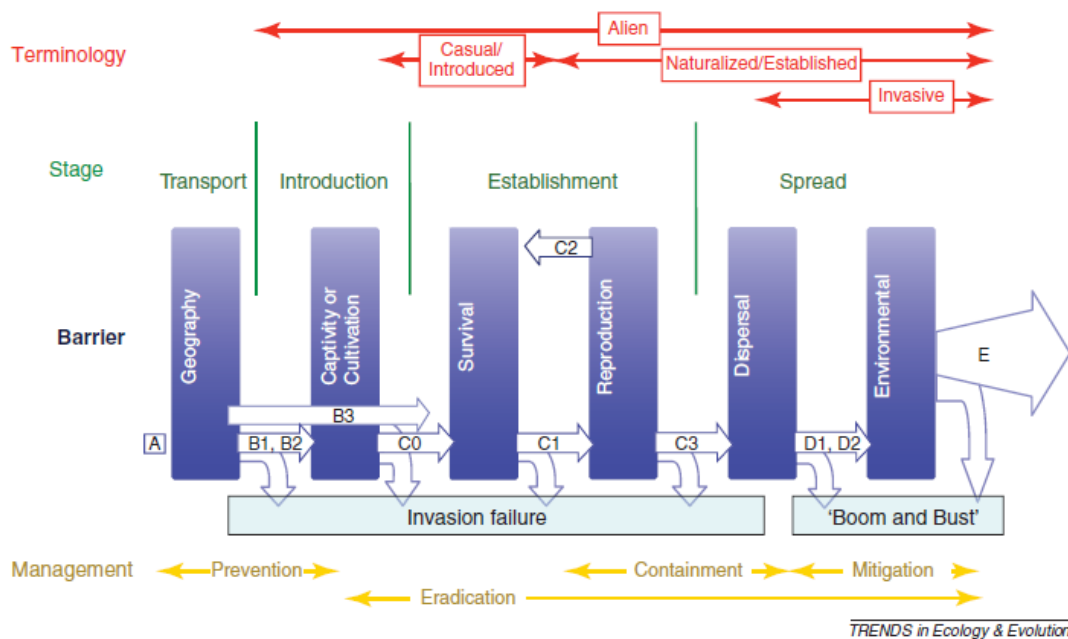 Alien
Terminology
Casual/
Introduced
Naturalized/Established
Invasive
Stage
Transport
Introduction
Establishment
Spread
Barrier
Geography
Captivity or
Cultivation
Survival
Reproduction
Dispersal
Environmental
C2
E
B3
A
B1, B2
C0
C1
C3
D1, D2
Invasion failure
'Boom and Bust'
Management
Prevention
Containment
Mitigation
Eradication
TRENDS in Ecology & Evolution